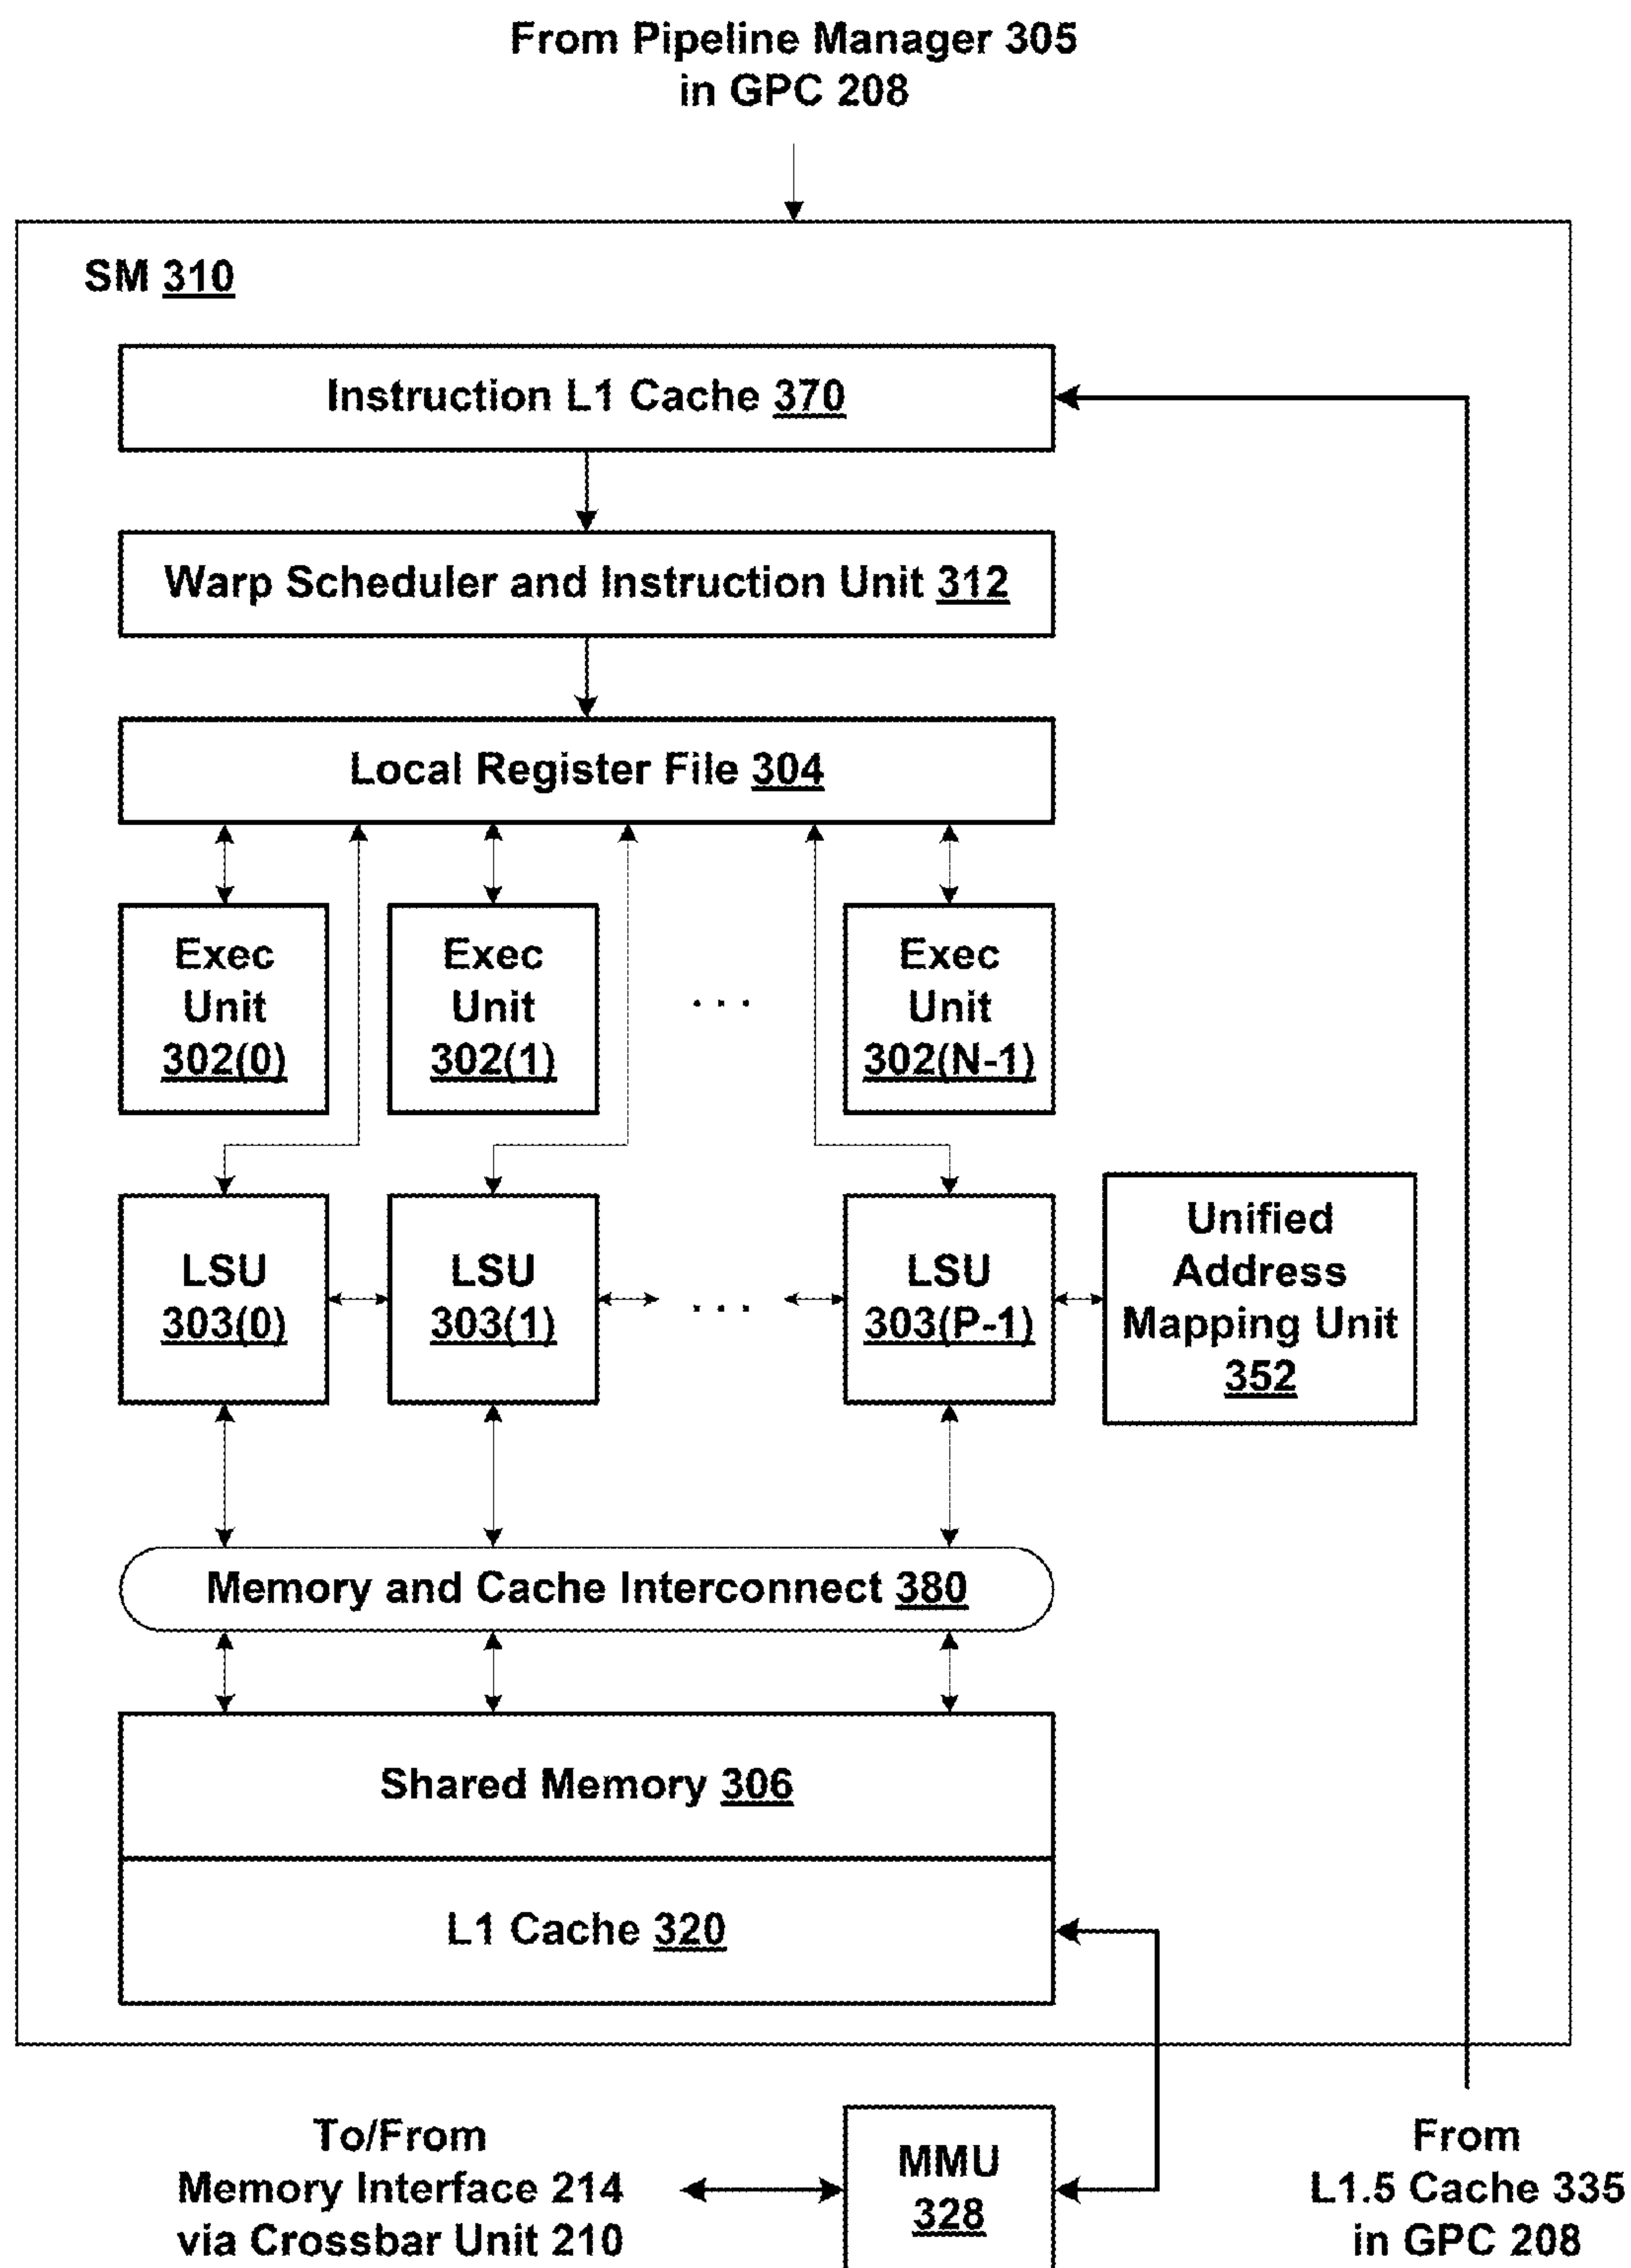 From Pipeline Manager 305
in GPC 208
SM 310
Instruction L1 Cache 370
Warp Scheduler and Instruction Unit 312
Local Register File 304
Exec
Unit
302(0)
Exec
Unit
302(1)
. . .
Exec
Unit
302(N-1)
LSU
303(0)
LSU
303(1)
. . .
LSU
303(P-1)
Unified
Address
Mapping Unit
352
Memory and Cache Interconnect 380
Shared Memory 306
L1 Cache 320
To/From
Memory Interface 214
via Crossbar Unit 210
MMU
328
From
L1.5 Cache 335
in GPC 208